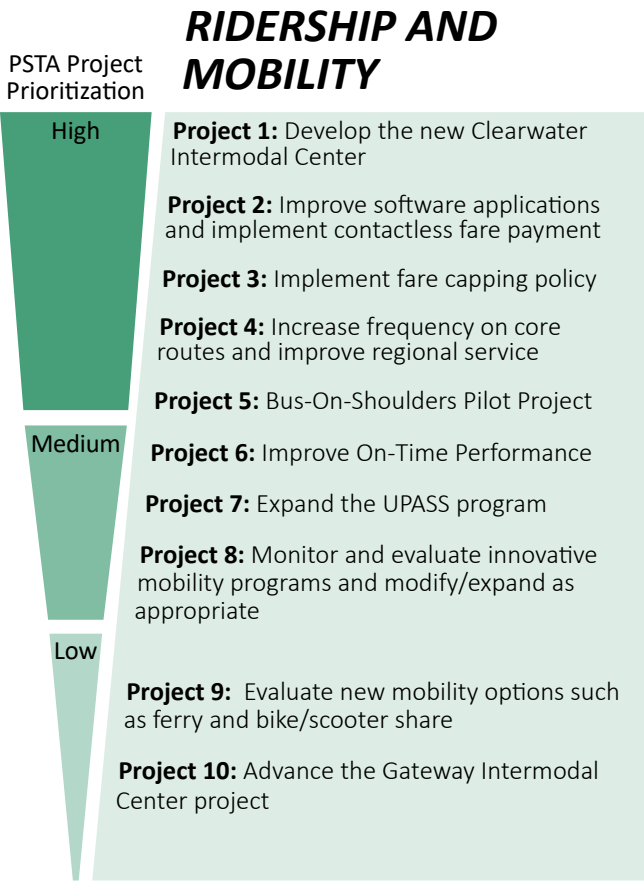 RIDERSHIP AND
MOBILITY
PSTA Project
Prioritization
High
Project 1: Develop the new Clearwater
Intermodal Center
Project 2: Improve software applications
and implement contactless fare payment
Project 3: Implement fare capping policy
Project 4: Increase frequency on core
routes and improve regional service
Project 5: Bus-On-Shoulders Pilot Project
Medium
Project 6: Improve On-Time Performance
Project 7: Expand the UPASS program
Project 8: Monitor and evaluate innovative
mobility programs and modify/expand as
appropriate
Low
Project 9: Evaluate new mobility options such
as ferry and bike/scooter share
Project 10: Advance the Gateway Intermodal
Center project